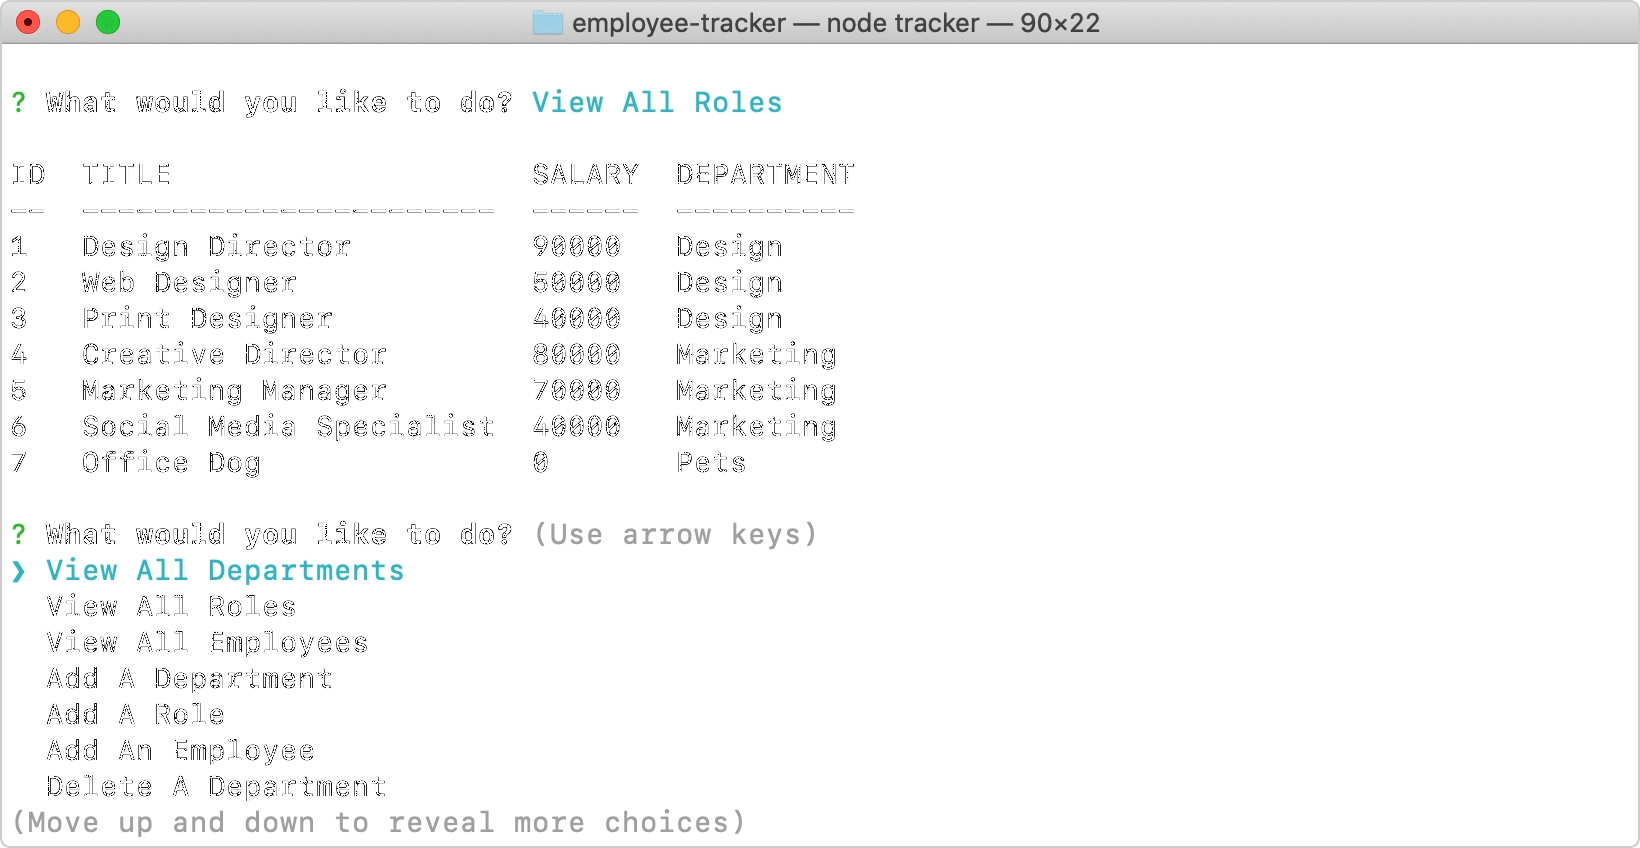 employee-tracker — node tracker — 90×22
? What would you like to do? View All Roles
ID  TITLE                    SALARY  DEPARTMENT
--  -----------------------  ------  ----------
1   Design Director          90000   Design
2   Web Designer             50000   Design
3   Print Designer           40000   Design
4   Creative Director        80000   Marketing
5   Marketing Manager        70000   Marketing
6   Social Media Specialist  40000   Marketing
7   Office Dog               0       Pets
? What would you like to do? (Use arrow keys)
❯ View All Departments
  View All Roles
  View All Employees
  Add A Department
  Add A Role
  Add An Employee
  Delete A Department
(Move up and down to reveal more choices)